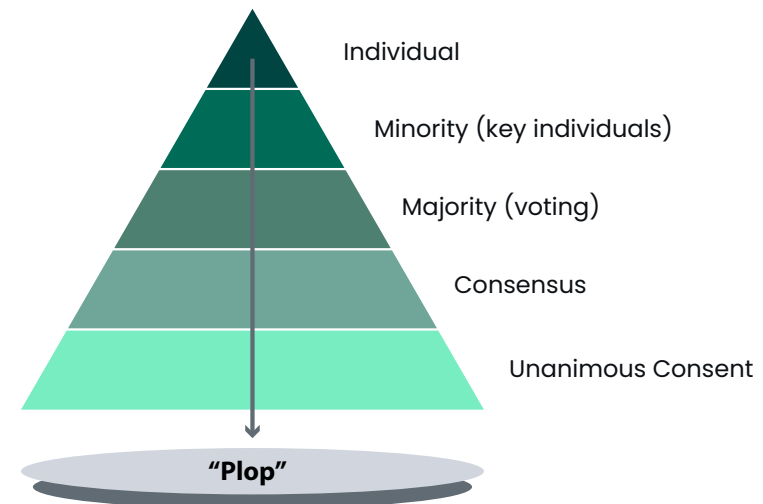 Individual
Minority (key individuals)
Majority (voting)
Consensus
Unanimous Consent
“Plop”